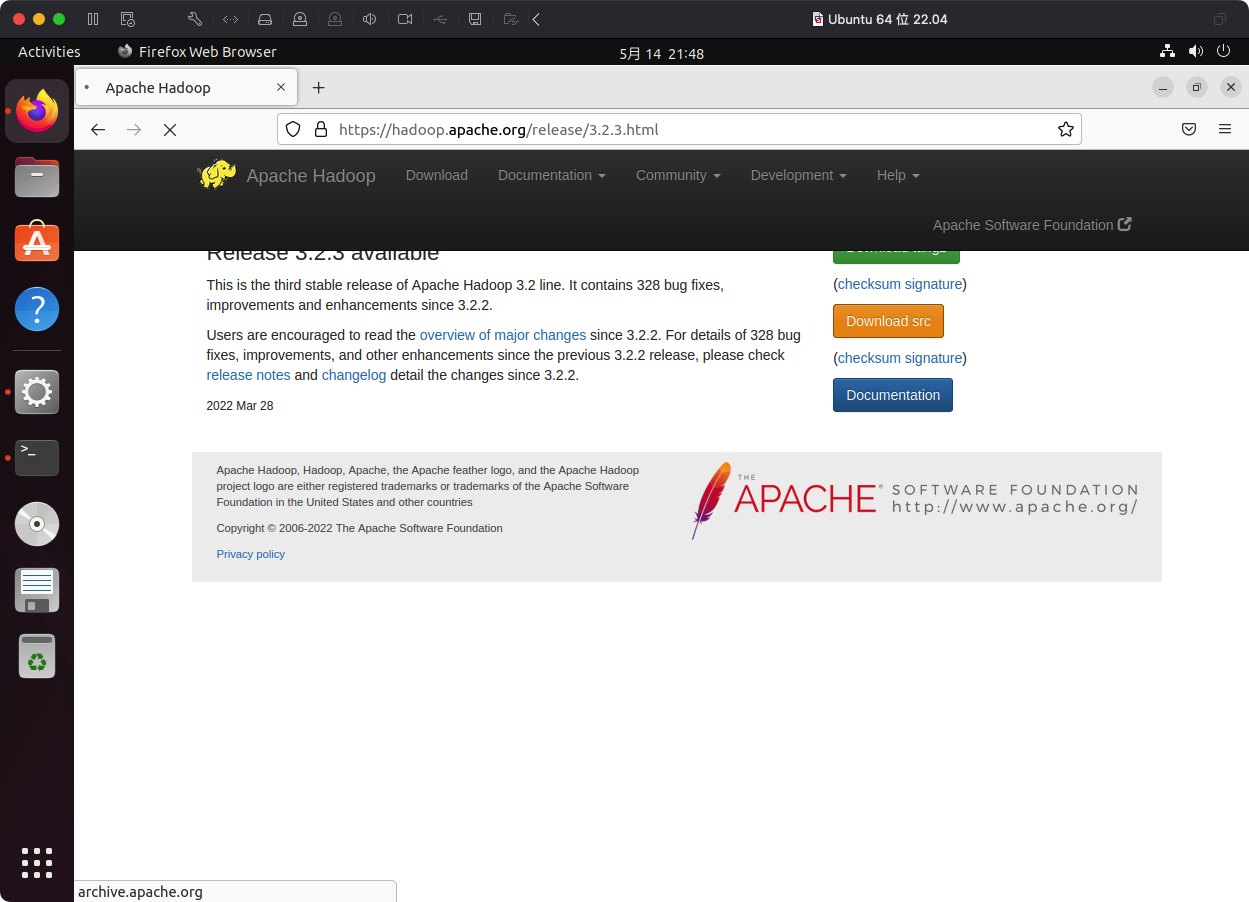 Ubuntu 64 位 22.04
Activities
Firefox Web Browser
5月 14 21:48
Apache Hadoop
https://hadoop.apache.org/release/3.2.3.html
Apache Hadoop
Download
Documentation
Community
Development
Help
Apache Software Foundation
Release 3.2.3 available
This is the third stable release of Apache Hadoop 3.2 line. It contains 328 bug fixes,
improvements and enhancements since 3.2.2.
Users are encouraged to read the overview of major changes since 3.2.2. For details of 328 bug
fixes, improvements, and other enhancements since the previous 3.2.2 release, please check
release notes and changelog detail the changes since 3.2.2.
2022 Mar 28
(checksum signature)
Download src
(checksum signature)
Documentation
Apache Hadoop, Hadoop, Apache, the Apache feather logo, and the Apache Hadoop
project logo are either registered trademarks or trademarks of the Apache Software
Foundation in the United States and other countries
Copyright © 2006-2022 The Apache Software Foundation
Privacy policy
THE
APACHE® SOFTWARE FOUNDATION
http://www.apache.org/
archive.apache.org